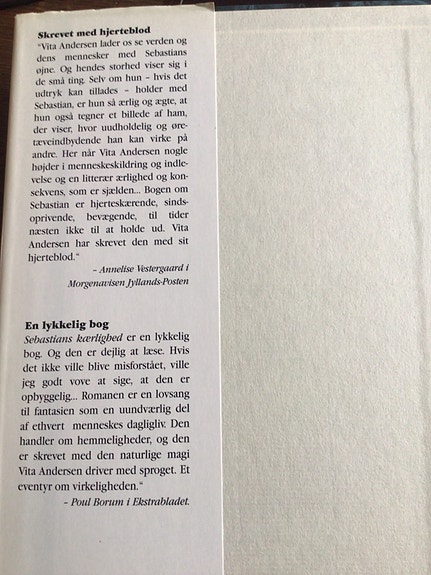 Skrevet med hjerteblod
"Vita Andersen lader os se verden og
dens mennesker med Sebastians
øjne. Og hendes storhed viser sig i
de små ting. Selv om hun – hvis det
udtryk kan tillades – holder med
Sebastian, er hun så ærlig og ægte, at
hun også tegner et billede af ham,
der viser, hvor uudholdelig og øre-
tæveindbydende han kan virke på
andre. Her når Vita Andersen nogle
højder i menneskeskildring og indle-
velse og en litterær ærlighed og kon-
sekvens, som er sjælden... Bogen om
Sebastian er hjerteskærende, sinds-
oprivende, bevægende, til tider
næsten ikke til at holde ud. Vita
Andersen har skrevet den med sit
hjerteblod."
– Annelise Vestergaard i
Morgenavisen Jyllands-Posten
En lykkelig bog
Sebastians kærlighed er en lykkelig
bog. Og den er dejlig at læse. Hvis
det ikke ville blive misforstået, ville
jeg godt vove at sige, at den er
opbyggelig... Romanen er en lovsang
til fantasien som en uundværlig del
af ethvert menneskes dagligliv. Den
handler om hemmeligheder, og den
er skrevet med den naturlige magi
Vita Andersen driver med sproget. Et
eventyr om virkeligheden."
– Poul Borum i Ekstrabladet.